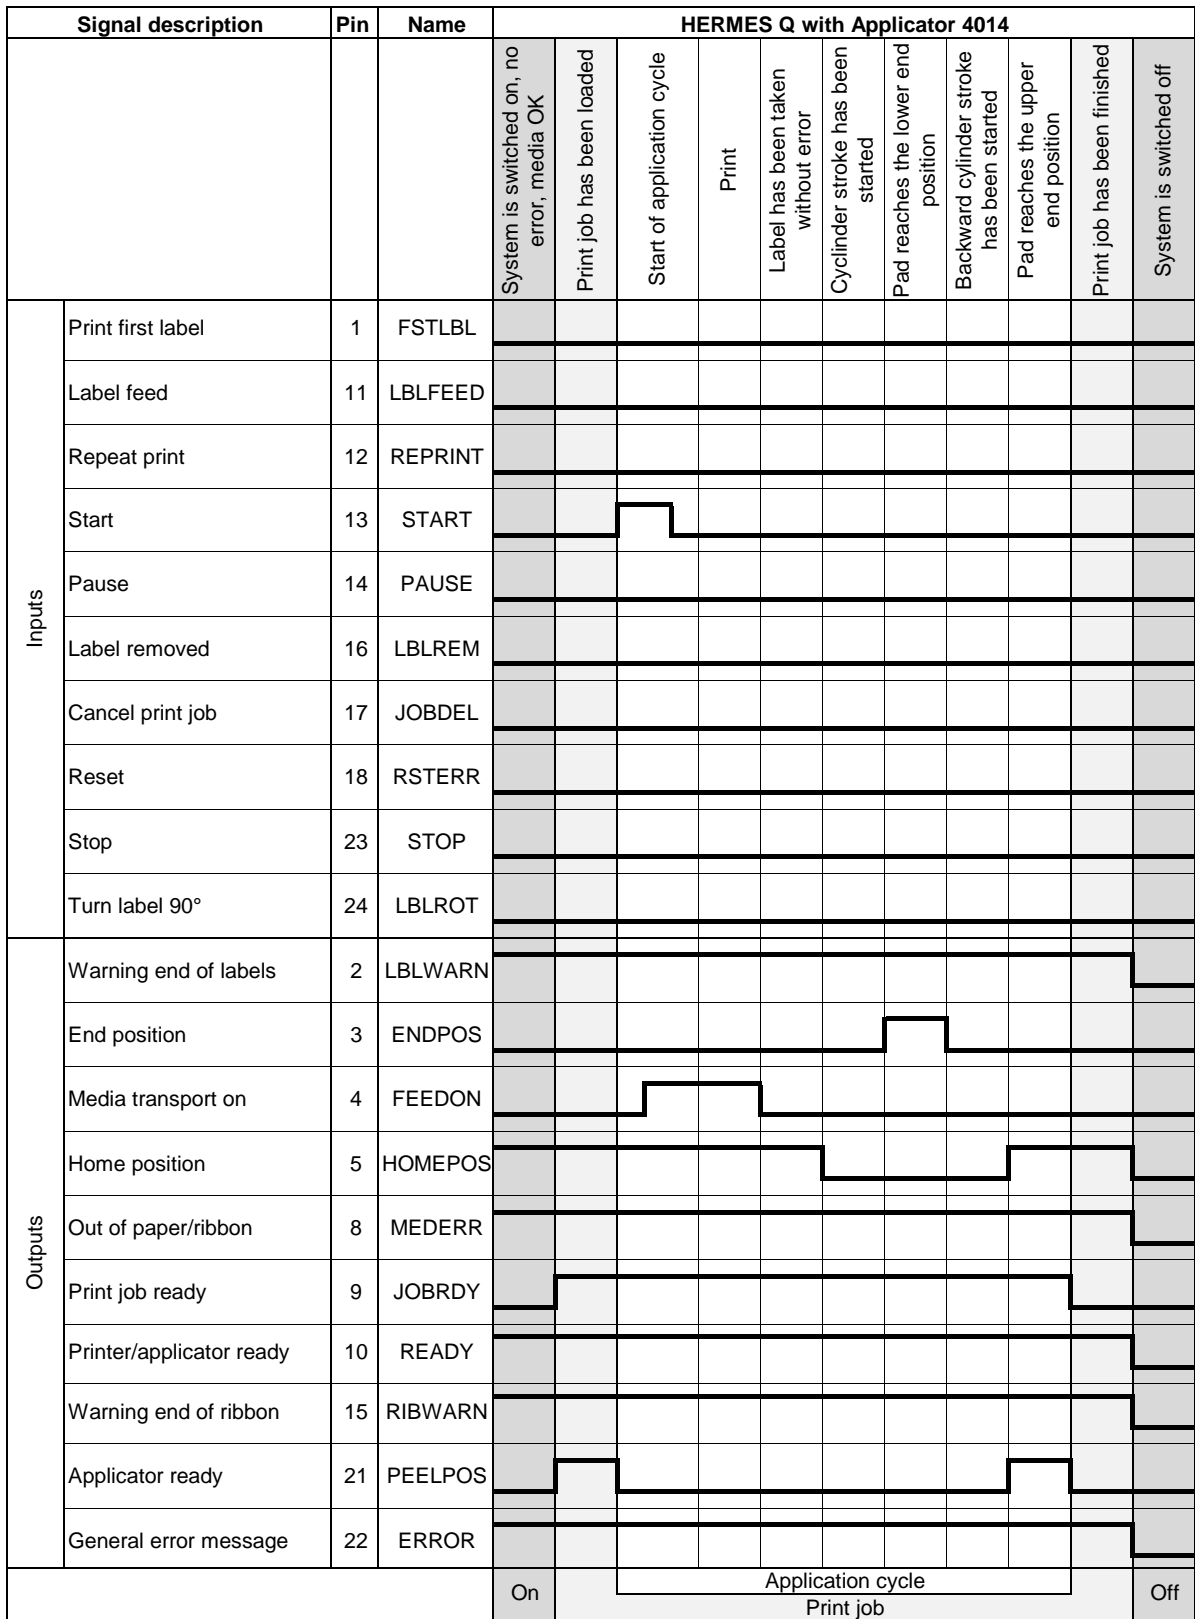 Signal description Pin Name HERMES Q with Applicator 4014
System is switched on, no
error, media OK
Print job has been loaded
Start of application cycle
Print
Label has been taken
without error
Cyclinder stroke has been
started
Pad reaches the lower end
position
Backward cylinder stroke
has been started
Pad reaches the upper
end position
Print job has been finished
System is switched off
Inputs
Print first label 1 FSTLBL
Label feed 11 LBLFEED
Repeat print 12 REPRINT
Start 13 START
Pause 14 PAUSE
Label removed 16 LBLREM
Cancel print job 17 JOBDEL
Reset 18 RSTERR
Stop 23 STOP
Turn label 90° 24 LBLROT
Outputs
Warning end of labels 2 LBLWARN
End position 3 ENDPOS
Media transport on 4 FEEDON
Home position 5 HOMEPOS
Out of paper/ribbon 8 MEDERR
Print job ready 9 JOBRDY
Printer/applicator ready 10 READY
Warning end of ribbon 15 RIBWARN
Applicator ready 21 PEELPOS
General error message 22 ERROR
On Application cycle Off
Print job